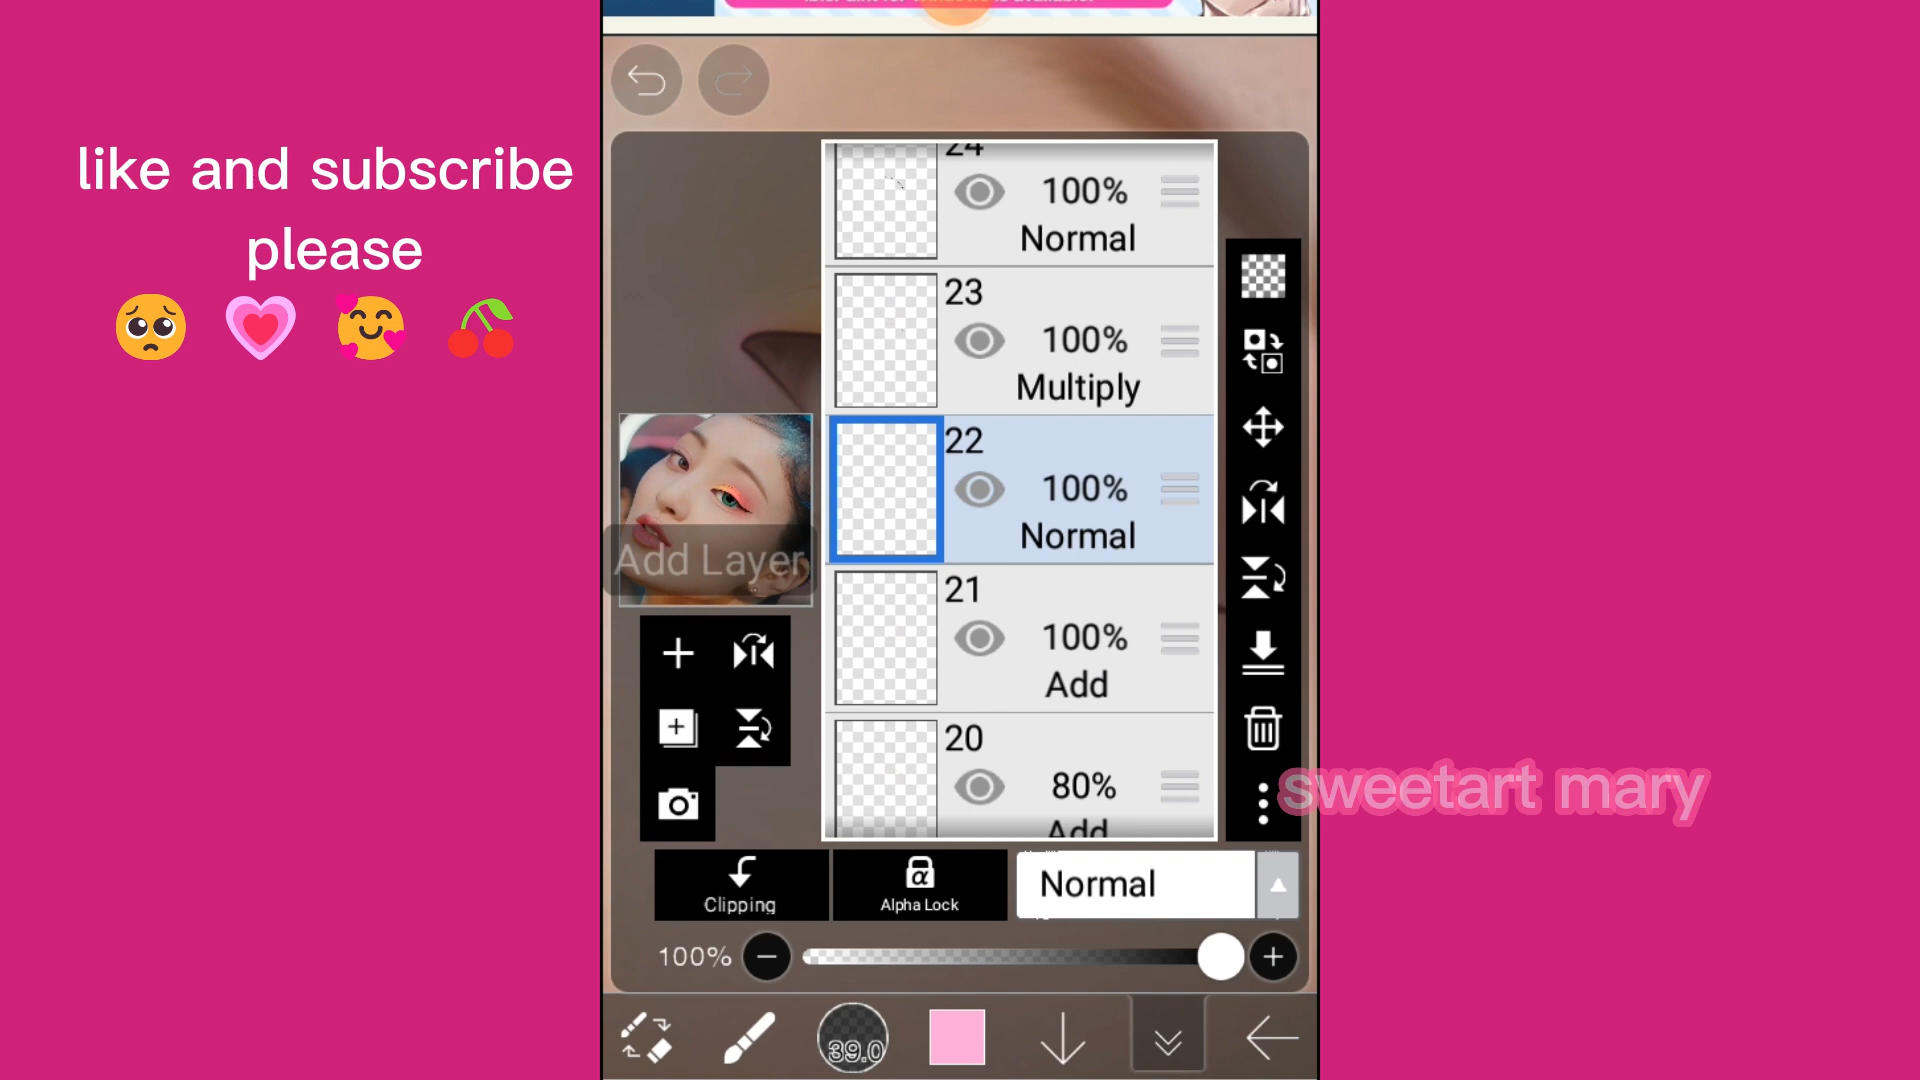 like and subscribe
please
24
100%
Normal
23
100%
Multiply
22
100%
Normal
Add Layer
21
100%
Add
20
80%
Add
sweetart mary
Clipping
Alpha Lock
Normal
100%
39.0